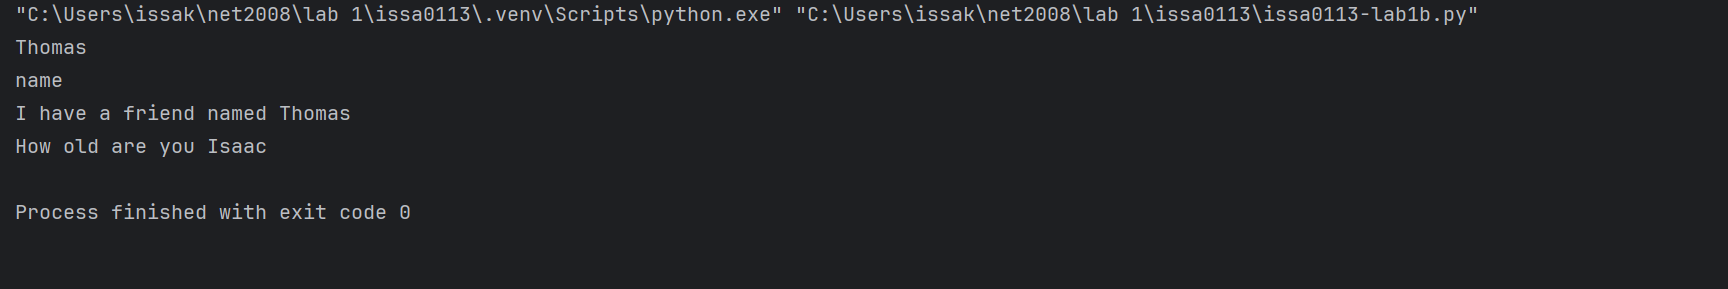 "C:\Users\issak\net2008\lab 1\issa0113\.venv\Scripts\python.exe" "C:\Users\issak\net2008\lab 1\issa0113\issa0113-lab1b.py"
Thomas
name
I have a friend named Thomas
How old are you Isaac
Process finished with exit code 0